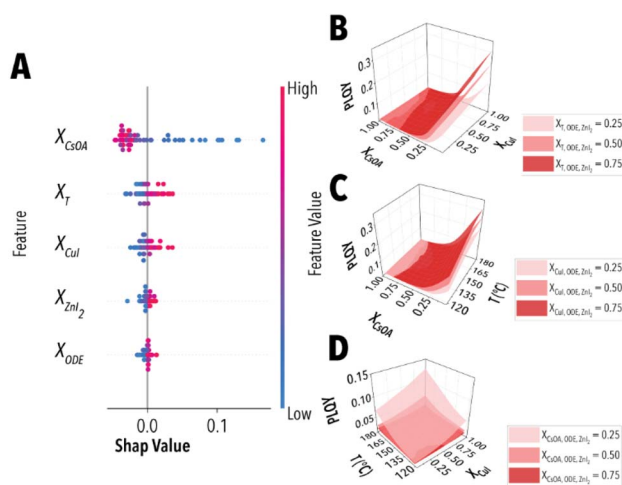 A
High
X_CsOA
X_T
X_CuI
X_ZnI₂
X_ODE
Feature
Feature Value
Low
0.0 0.1
Shap Value
B
PLQY
0.3
0.2
0.1
1.00 0.75 0.50 0.25
X_CsOA
1.00
0.75
0.50
0.25
X_CuI
X_T, ODE, ZnI₂ = 0.25
X_T, ODE, ZnI₂ = 0.50
X_T, ODE, ZnI₂ = 0.75
C
PLQY
0.3
0.2
0.1
1.00 0.75 0.50 0.25
X_CsOA
180
165
150
135
120
T(°C)
X_CuI, ODE, ZnI₂ = 0.25
X_CuI, ODE, ZnI₂ = 0.50
X_CuI, ODE, ZnI₂ = 0.75
D
PLQY
0.15
0.10
0.05
180
165
150
135
120
T(°C)
1.00
0.75
0.50
0.25
X_CuI
X_CsOA, ODE, ZnI₂ = 0.25
X_CsOA, ODE, ZnI₂ = 0.50
X_CsOA, ODE, ZnI₂ = 0.75